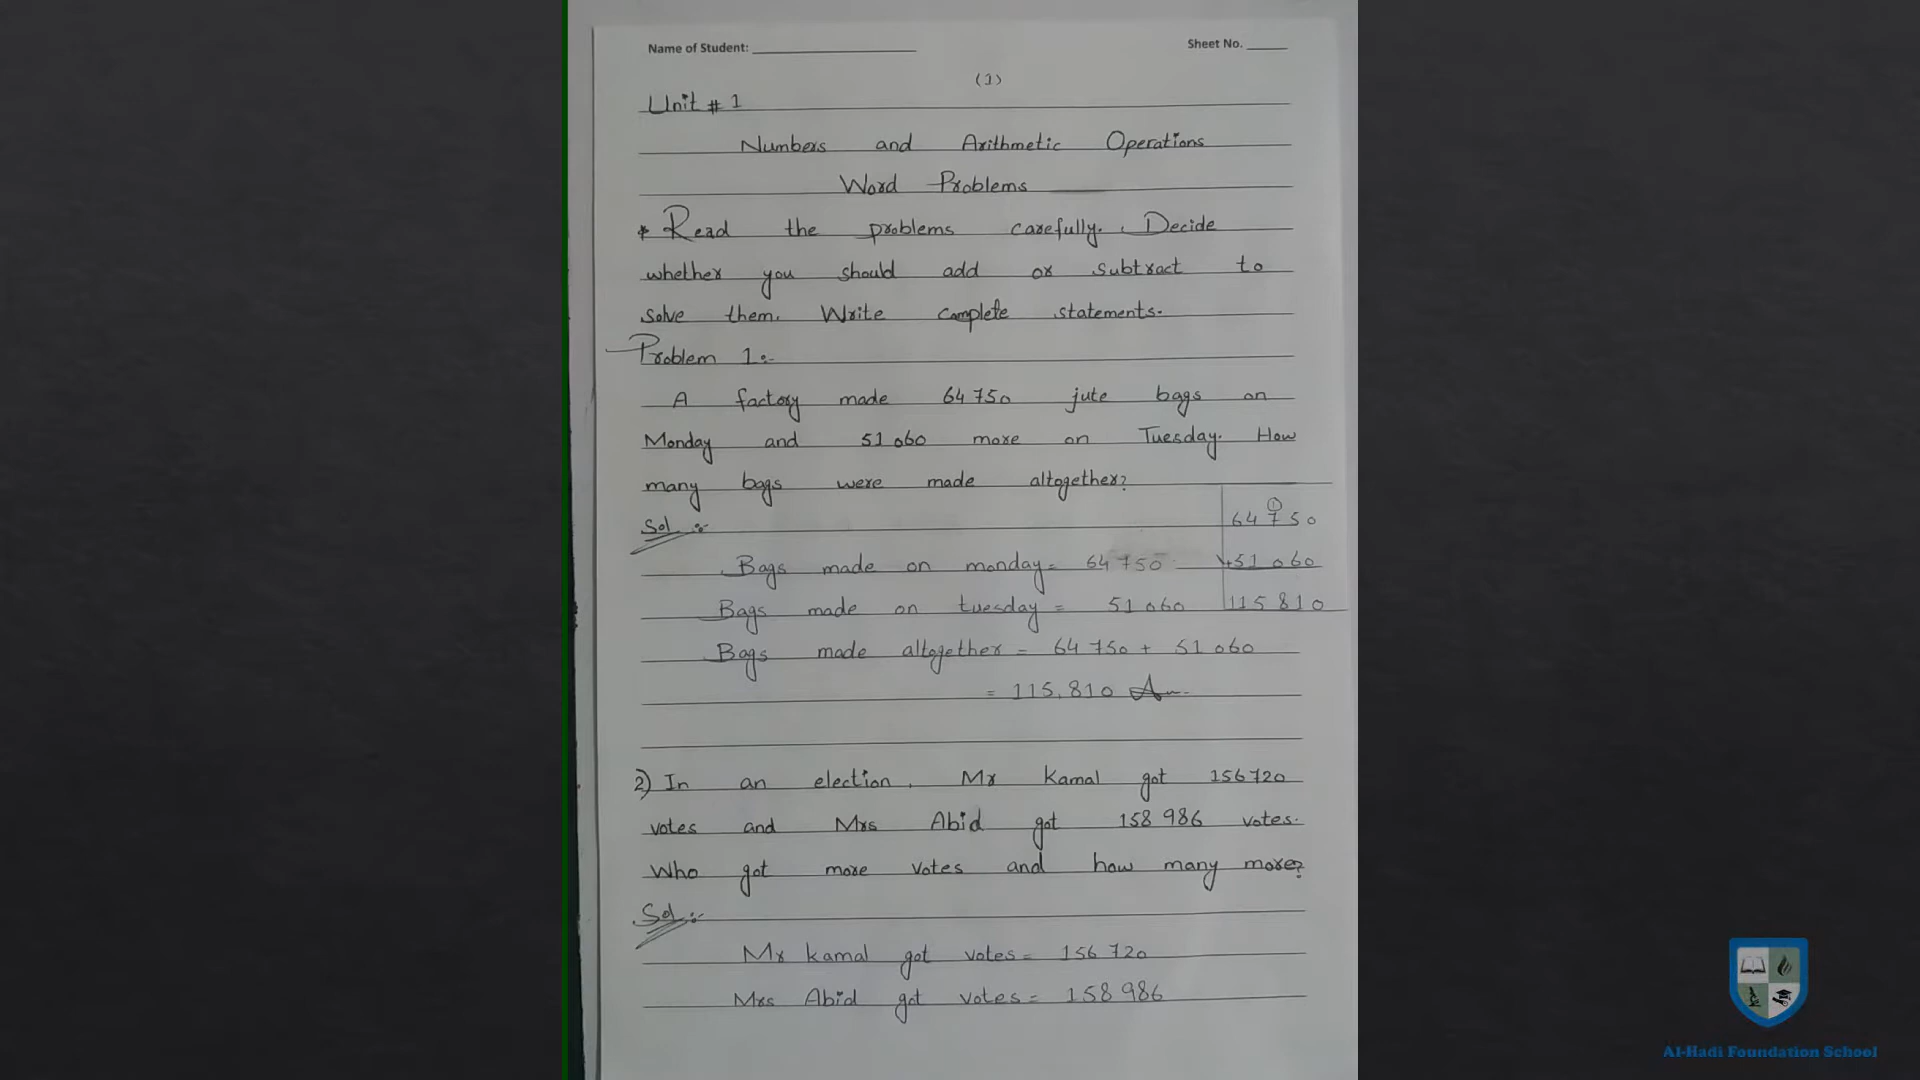 Name of Student: ____________ Sheet No. _____
(1)
Unit # 1
Numbers and Arithmetic Operations
Word Problems
* Read the problems carefully. Decide
whether you should add or subtract to
solve them. Write complete statements.
Problem 1:-
A factory made 64 750 jute bags on
Monday and 51 060 more on Tuesday. How
many bags were made altogether?
Sol :-
1
64 750
Bags made on monday = 64 750
+51 060
Bags made on tuesday = 51 060
115 810
Bags made altogether = 64 750 + 51 060
= 115,810
2) In an election, Mr Kamal got 156720
votes and Mrs Abid got 158 986 votes.
Who got more votes and how many more?
Sol :-
Mr kamal got votes = 156 720
Mrs Abid got votes = 158 986
Al-Hadi Foundation School